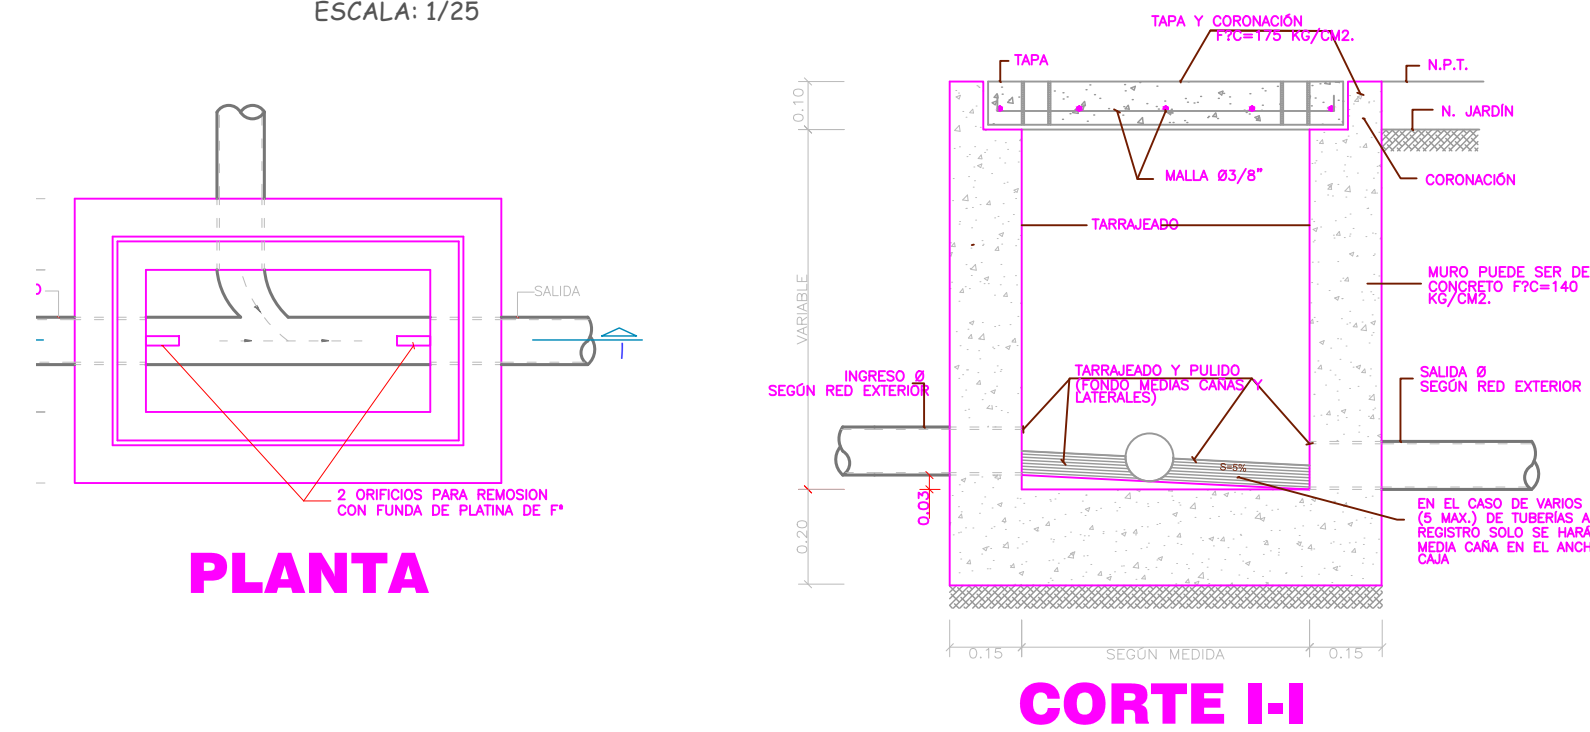 ESCALA: 1/25
SALIDA
I
2 ORIFICIOS PARA REMOSION
CON FUNDA DE PLATINA DE Fº
PLANTA
TAPA Y CORONACIÓN
F?C=175 KG/CM2.
TAPA
N.P.T.
N. JARDÍN
0.10
MALLA Ø3/8"
CORONACIÓN
TARRAJEADO
MURO PUEDE SER DE
CONCRETO F?C=140
KG/CM2.
VARIABLE
INGRESO Ø
SEGÚN RED EXTERIOR
TARRAJEADO Y PULIDO
(FONDO MEDIAS CAÑAS Y
LATERALES)
SALIDA Ø
SEGÚN RED EXTERIOR
S=5%
0.03
0.20
EN EL CASO DE VARIOS
(5 MAX.) DE TUBERÍAS A
REGISTRO SOLO SE HARÁ
MEDIA CAÑA EN EL ANCH
CAJA
0.15
SEGÚN MEDIDA
0.15
CORTE I-I